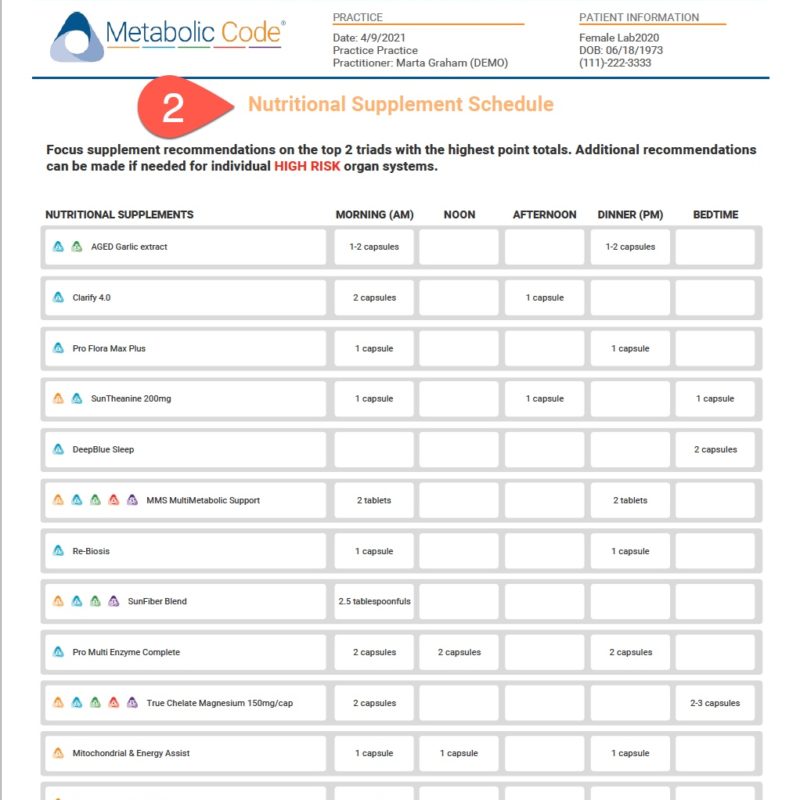 Metabolic Code®
PRACTICE
Date: 4/9/2021
Practice Practice
Practitioner: Marta Graham (DEMO)
PATIENT INFORMATION
Female Lab2020
DOB: 06/18/1973
(111)-222-3333
2
Nutritional Supplement Schedule
Focus supplement recommendations on the top 2 triads with the highest point totals. Additional recommendations
can be made if needed for individual HIGH RISK organ systems.
NUTRITIONAL SUPPLEMENTS MORNING (AM) NOON AFTERNOON DINNER (PM) BEDTIME
AGED Garlic extract 1-2 capsules 1-2 capsules
Clarify 4.0 2 capsules 1 capsule
Pro Flora Max Plus 1 capsule 1 capsule
SunTheanine 200mg 1 capsule 1 capsule 1 capsule
DeepBlue Sleep 2 capsules
MMS MultiMetabolic Support 2 tablets 2 tablets
Re-Biosis 1 capsule 1 capsule
SunFiber Blend 2.5 tablespoonfuls
Pro Multi Enzyme Complete 2 capsules 2 capsules 2 capsules
True Chelate Magnesium 150mg/cap 2 capsules 2-3 capsules
Mitochondrial & Energy Assist 1 capsule 1 capsule 1 capsule